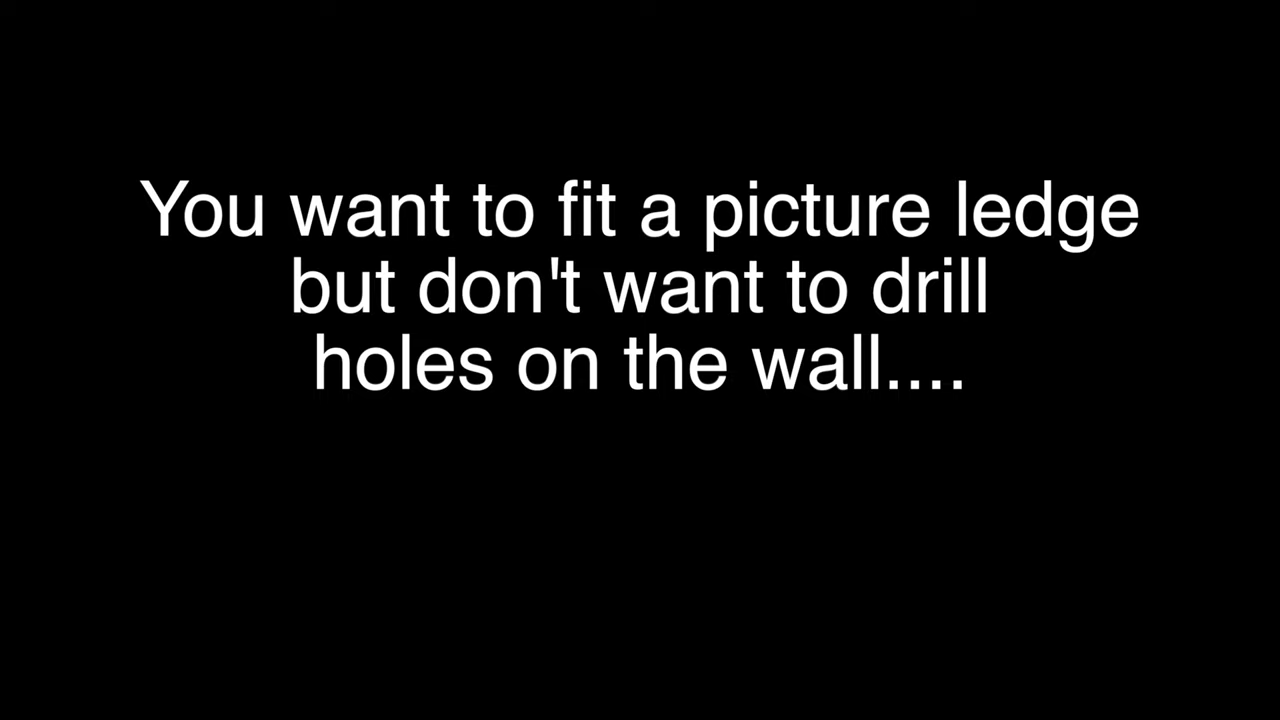 You want to fit a picture ledge
but don't want to drill
holes on the wall....